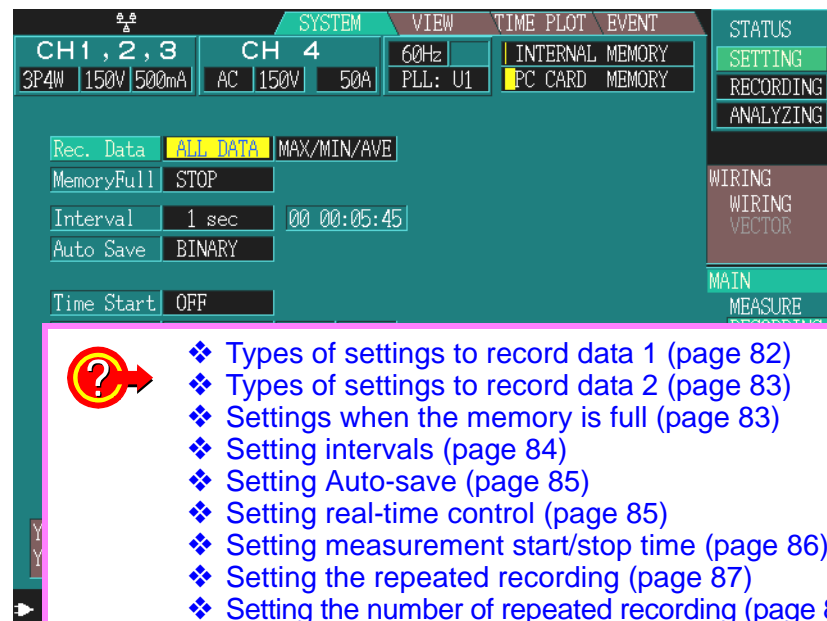 SYSTEM VIEW TIME PLOT EVENT
CH1,2,3 CH 4 60Hz INTERNAL MEMORY
3P4W 150V 500mA AC 150V 50A PLL: U1 PC CARD MEMORY
STATUS
SETTING
RECORDING
ANALYZING
Rec. Data ALL DATA MAX/MIN/AVE
MemoryFull STOP
Interval 1 sec 00 00:05:45
Auto Save BINARY
Time Start OFF
WIRING
WIRING
VECTOR
MAIN
MEASURE
? ❖ Types of settings to record data 1 (page 82)
❖ Types of settings to record data 2 (page 83)
❖ Settings when the memory is full (page 83)
❖ Setting intervals (page 84)
❖ Setting Auto-save (page 85)
❖ Setting real-time control (page 85)
❖ Setting measurement start/stop time (page 86)
❖ Setting the repeated recording (page 87)
❖ Setting the number of repeated recording (page